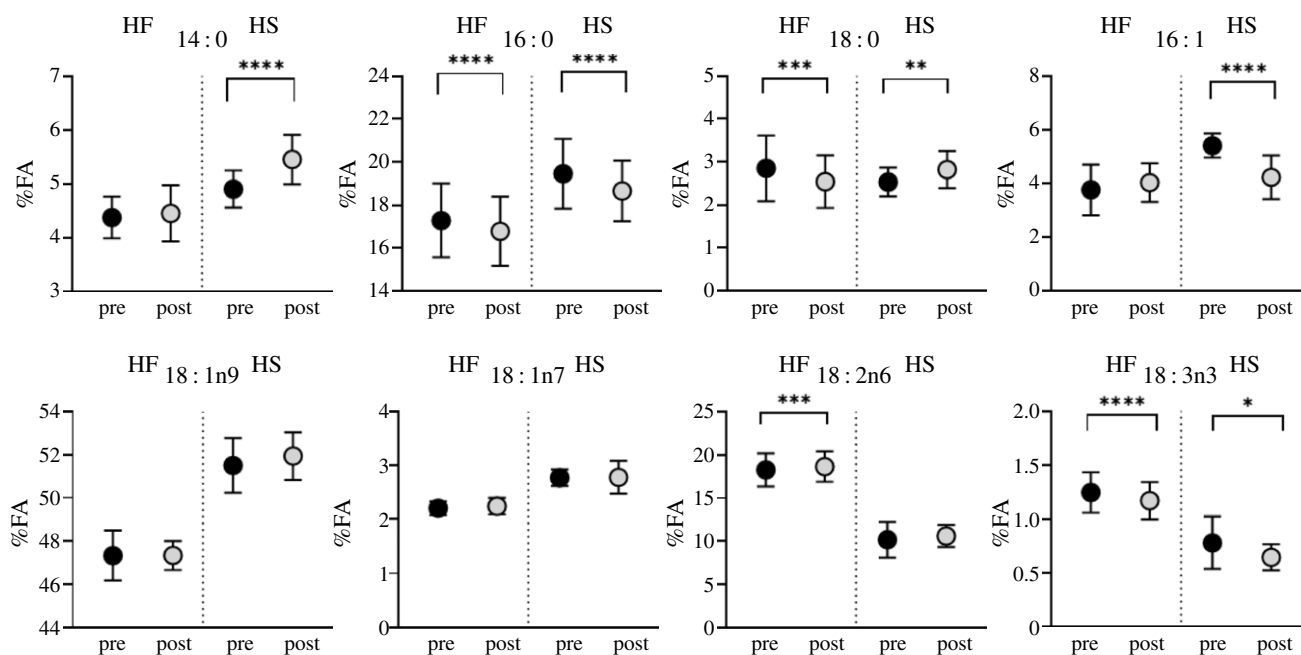 HF 14 : 0 HS
HF 16 : 0 HS
HF 18 : 0 HS
HF 16 : 1 HS
****
**** ****
*** **
****
%FA
7
6
5
4
3
%FA
24
22
20
18
16
14
%FA
5
4
3
2
1
0
%FA
8
6
4
2
0
pre post pre post
pre post pre post
pre post pre post
pre post pre post
HF 18 : 1n9 HS
HF 18 : 1n7 HS
HF 18 : 2n6 HS
HF 18 : 3n3 HS
***
**** *
%FA
54
52
50
48
46
44
%FA
4
3
2
1
0
%FA
25
20
15
10
5
0
%FA
2.0
1.5
1.0
0.5
0
pre post pre post
pre post pre post
pre post pre post
pre post pre post